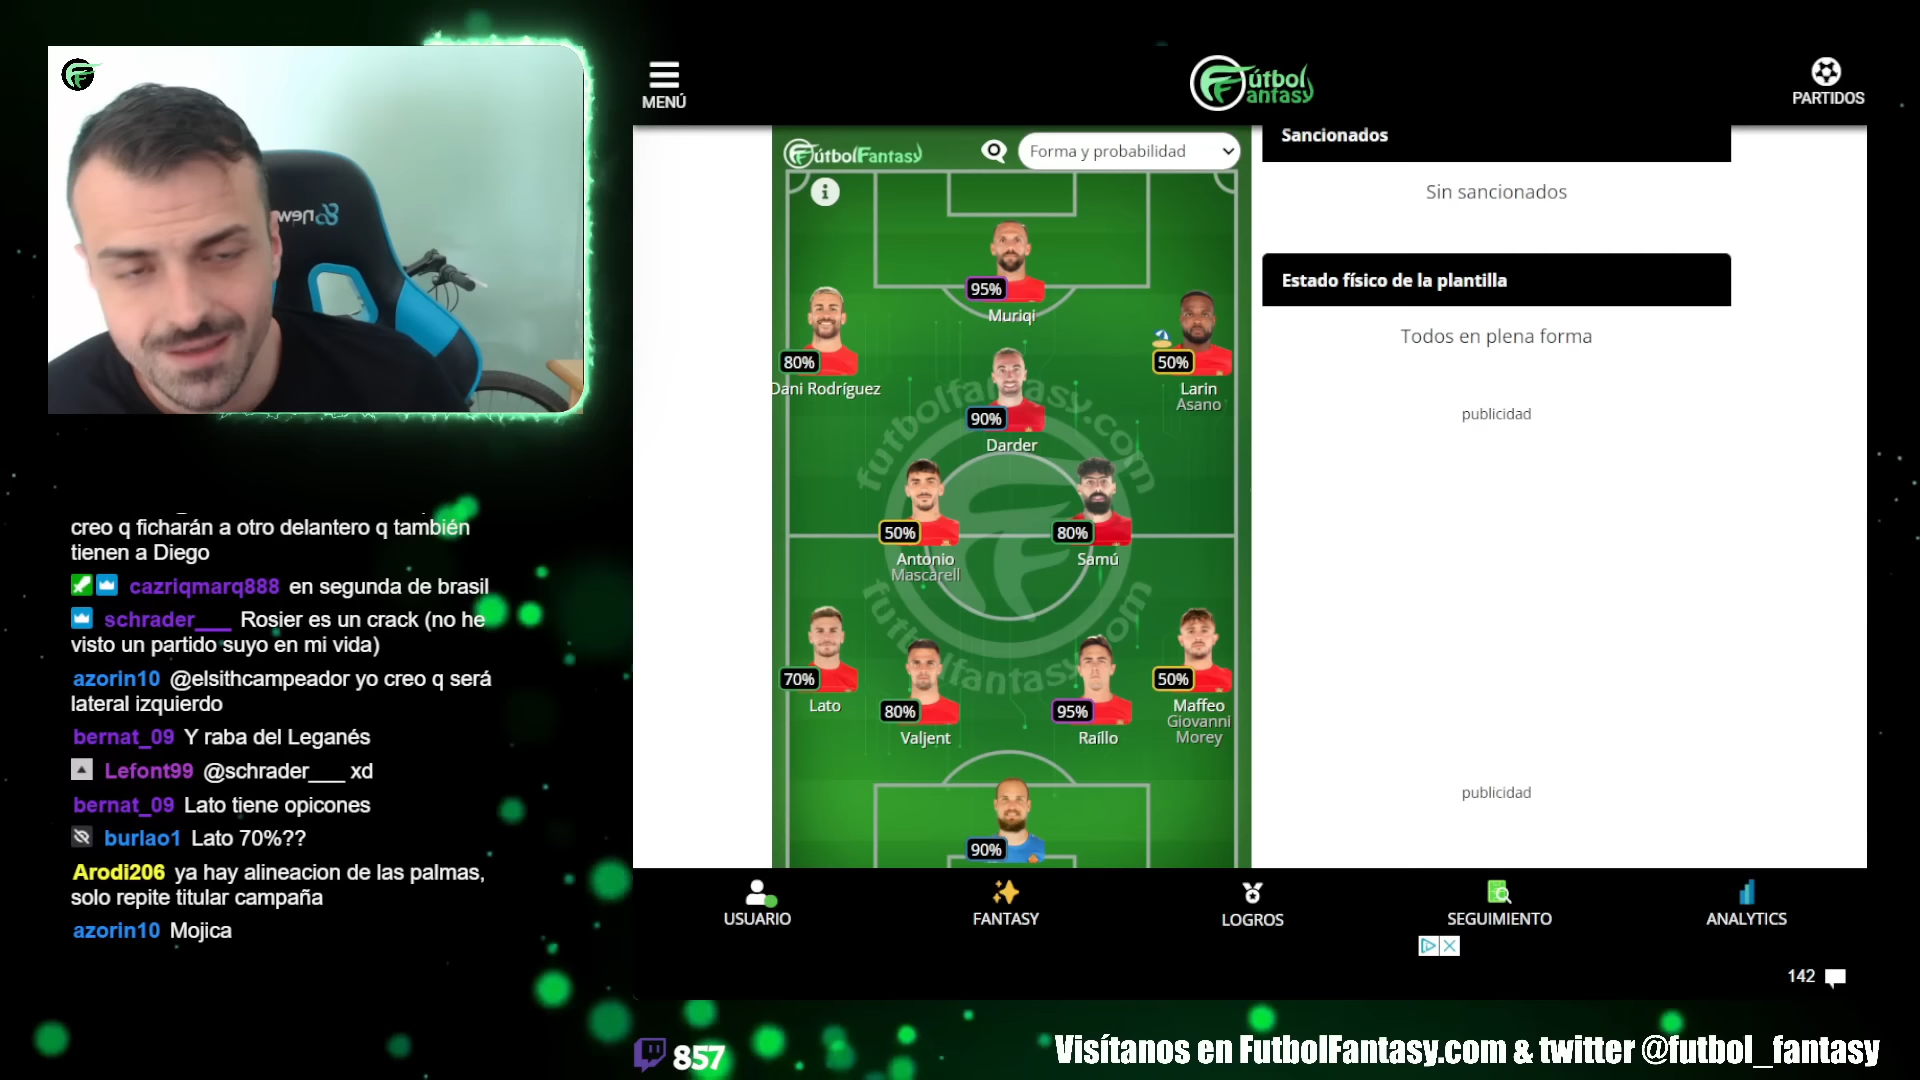 MENÚ
Fútbol
Fantasy
PARTIDOS
FútbolFantasy
Forma y probabilidad
i
95%
Muriqi
80%
Dani Rodríguez
50%
Larin
Asano
90%
Darder
50%
Antonio
Mascarell
80%
Samú
70%
Lato
80%
Valjent
95%
Raíllo
50%
Maffeo
Giovanni
Morey
90%
futbolfantasy.com
futbolfantasy.com
Sancionados
Sin sancionados
Estado físico de la plantilla
Todos en plena forma
publicidad
publicidad
creo q ficharán a otro delantero q también
tienen a Diego
cazriqmarq888 en segunda de brasil
schrader___ Rosier es un crack (no he
visto un partido suyo en mi vida)
azorin10 @elsithcampeador yo creo q será
lateral izquierdo
bernat_09 Y raba del Leganés
Lefont99 @schrader___ xd
bernat_09 Lato tiene opicones
burlao1 Lato 70%??
Arodi206 ya hay alineacion de las palmas,
solo repite titular campaña
azorin10 Mojica
USUARIO
FANTASY
LOGROS
SEGUIMIENTO
ANALYTICS
142
857
Visítanos en FutbolFantasy.com & twitter @futbol_fantasy